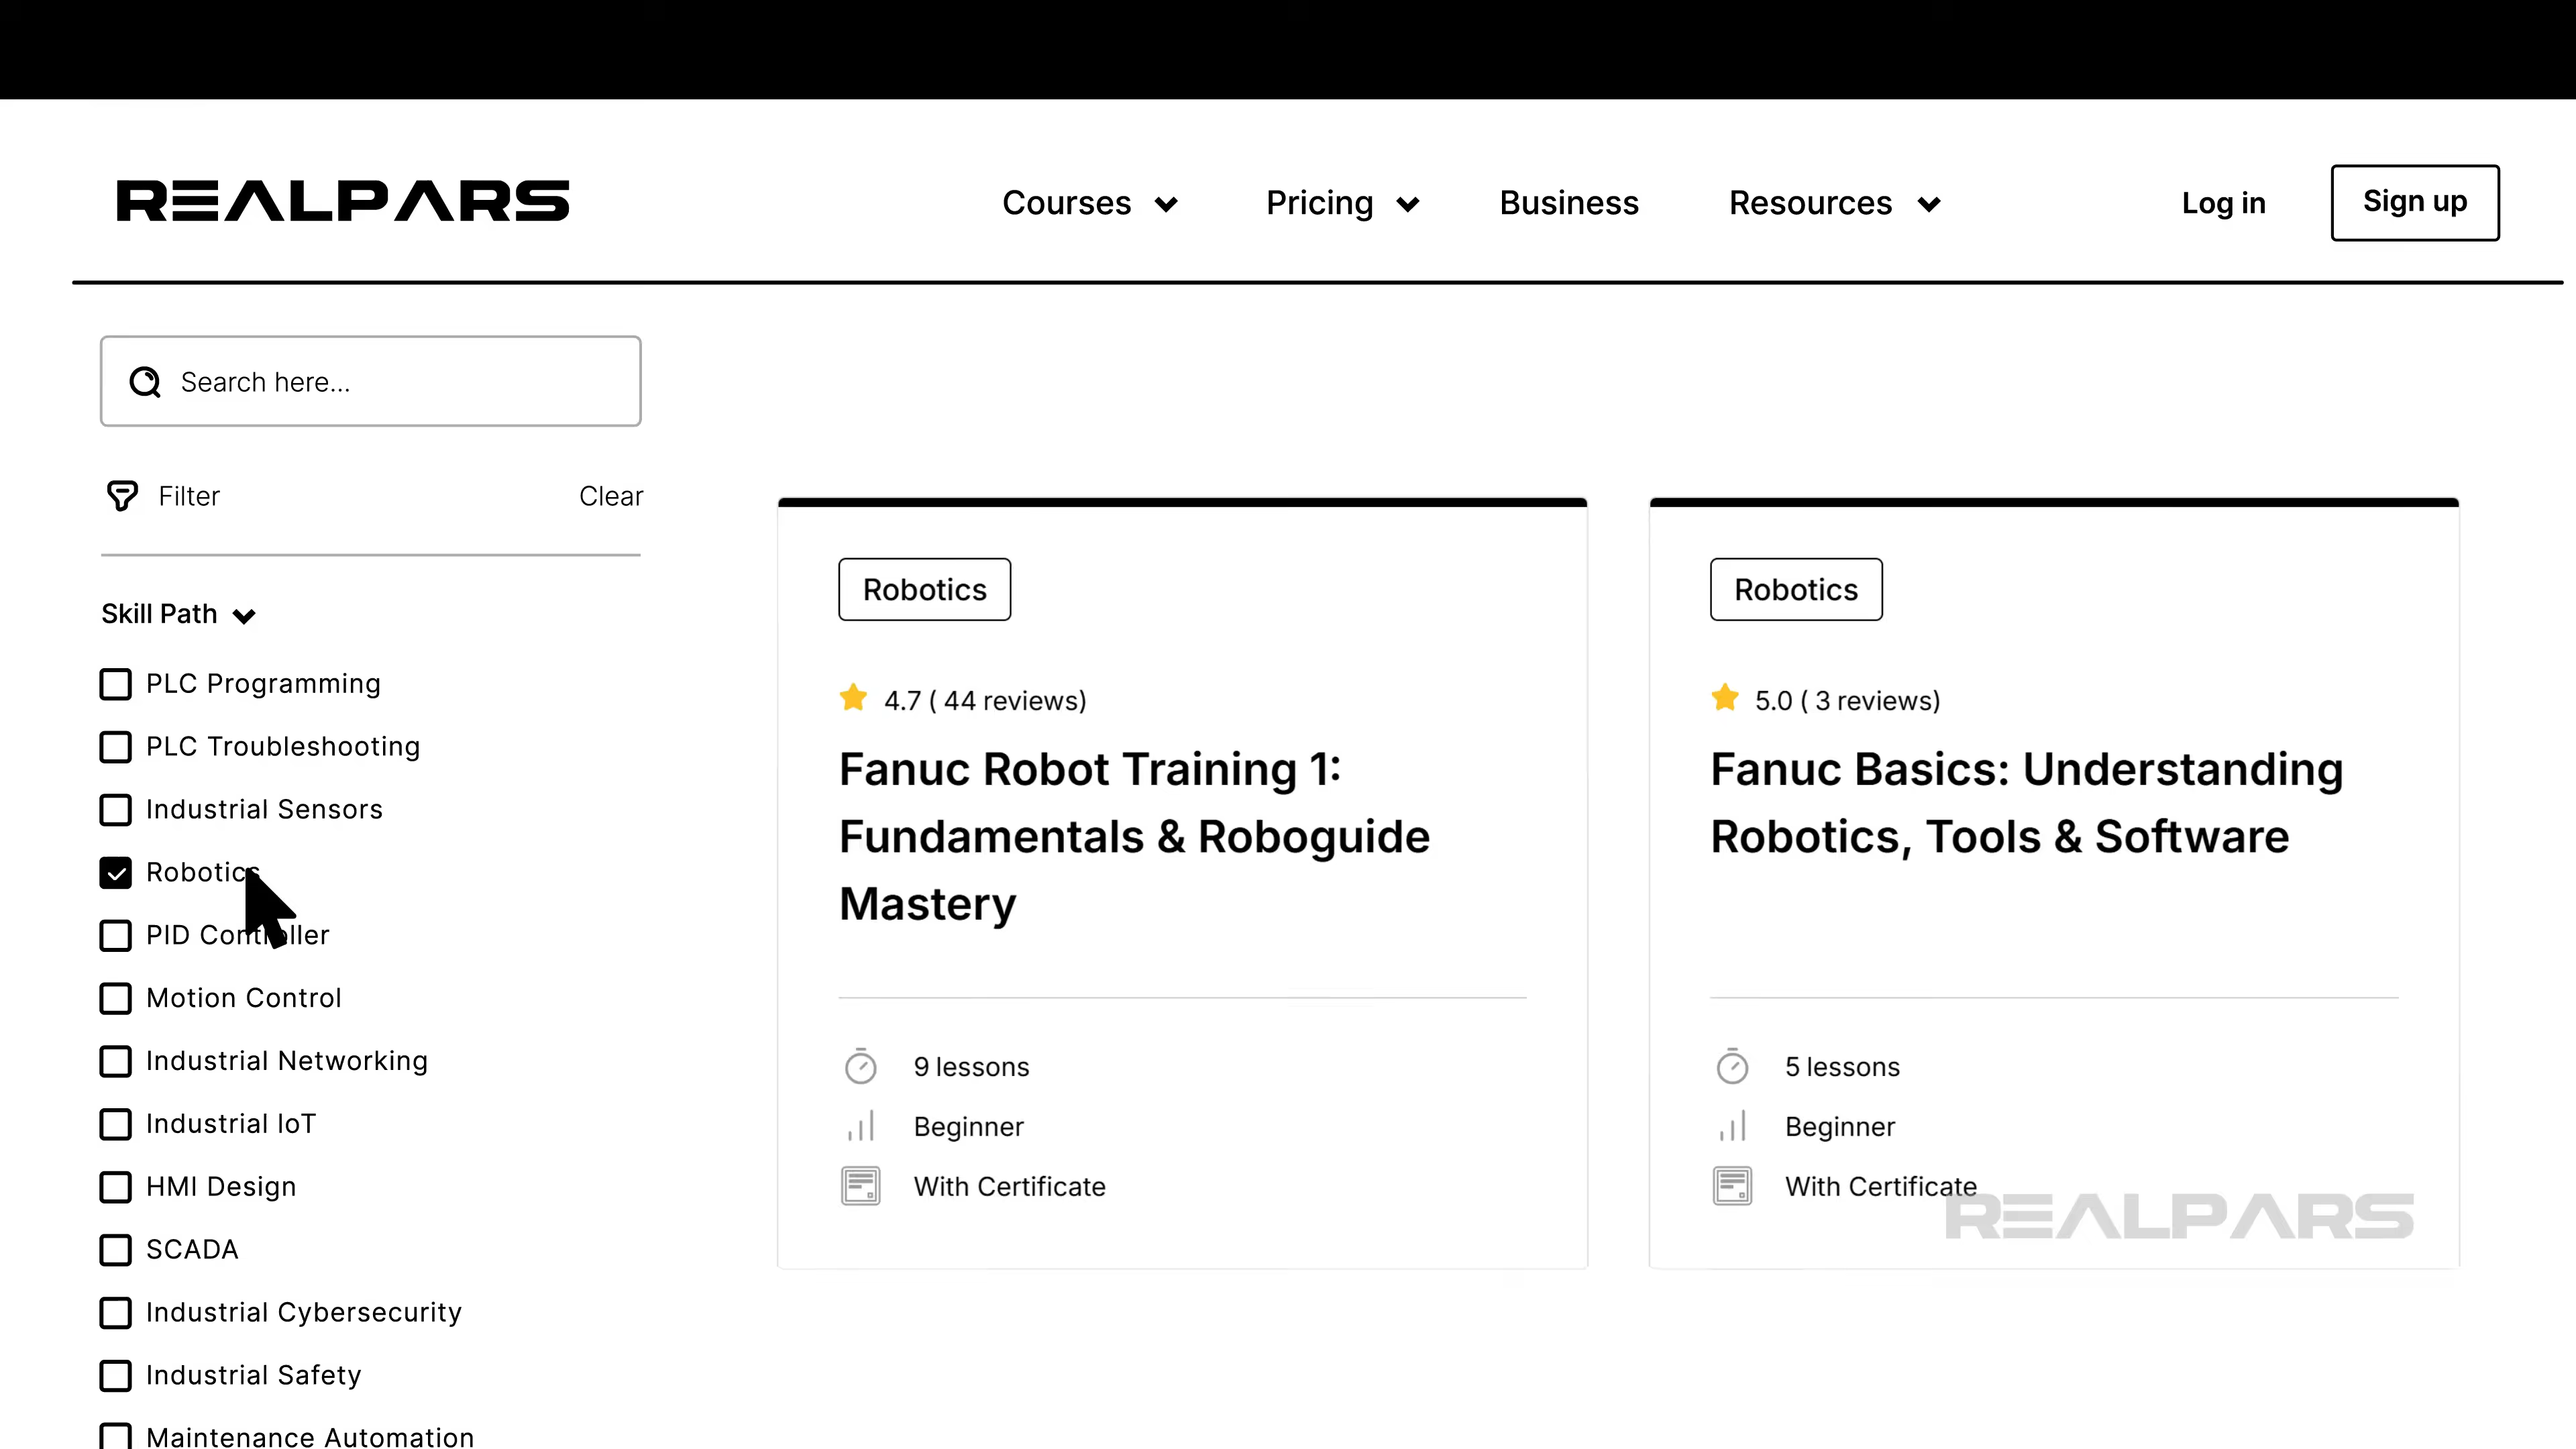 REALPARS
Courses
Pricing
Business
Resources
Log in
Sign up
Search here...
Filter
Clear
Skill Path
PLC Programming
PLC Troubleshooting
Industrial Sensors
Robotics
PID Controller
Motion Control
Industrial Networking
Industrial IoT
HMI Design
SCADA
Industrial Cybersecurity
Industrial Safety
Maintenance Automation
Robotics
4.7 ( 44 reviews)
Fanuc Robot Training 1:
Fundamentals & Roboguide
Mastery
9 lessons
Beginner
With Certificate
Robotics
5.0 ( 3 reviews)
Fanuc Basics: Understanding
Robotics, Tools & Software
5 lessons
Beginner
With Certificate
REALPARS